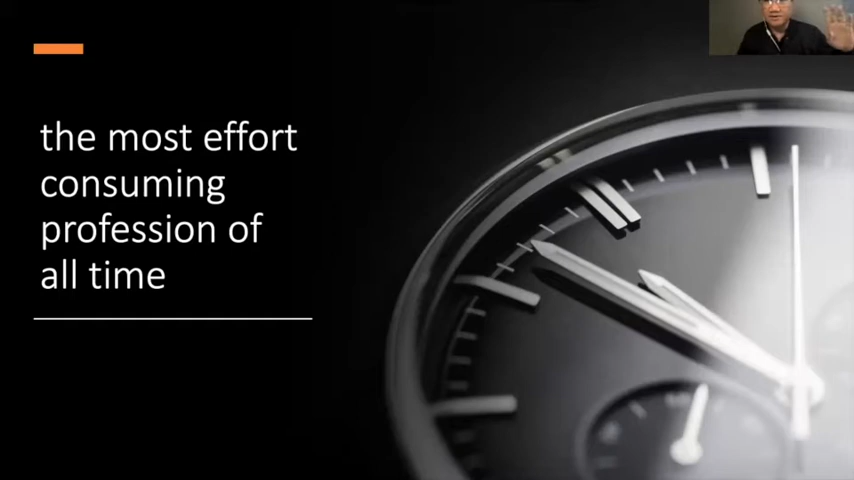 the most effort
consuming
profession of
all time